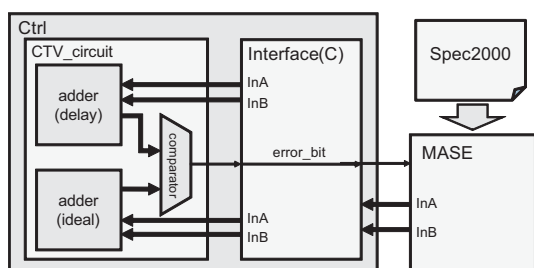 Ctrl
CTV_circuit
Interface(C)
Spec2000
adder
(delay)
InA
InB
comparator
error_bit
MASE
adder
(ideal)
InA
InB
InA
InB